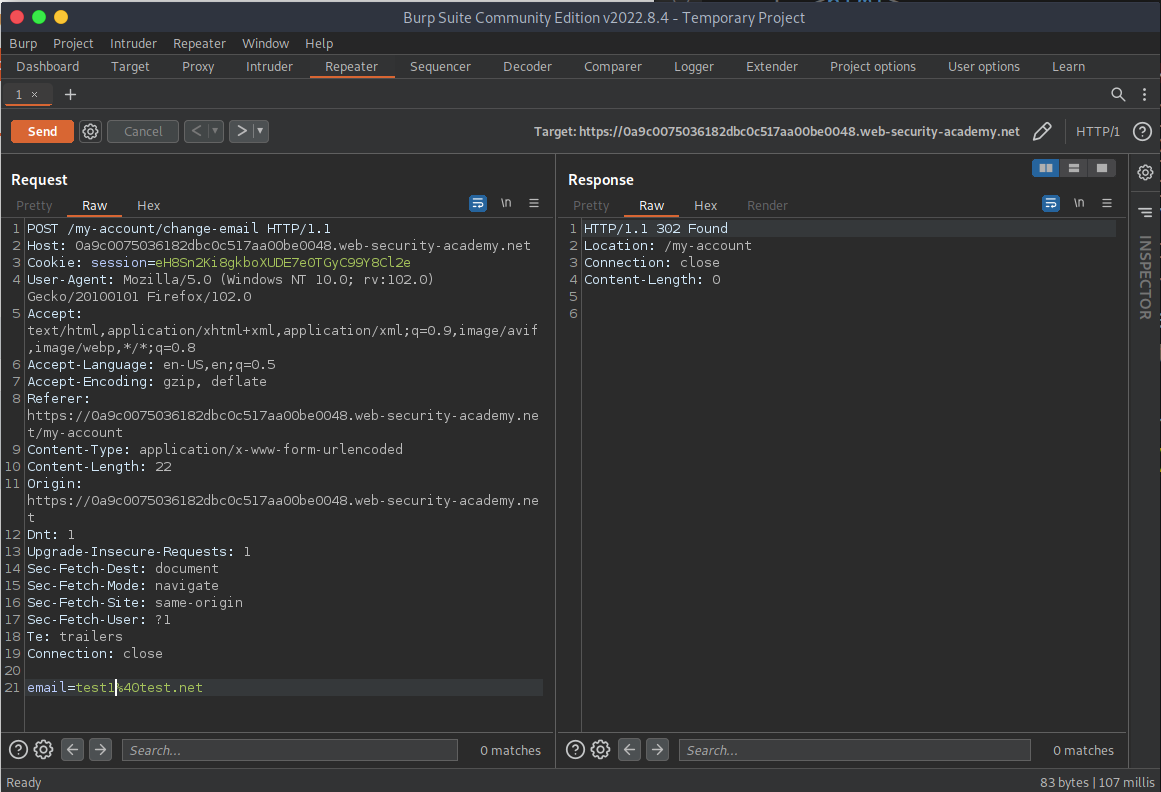 Burp Suite Community Edition v2022.8.4 - Temporary Project
Burp Project Intruder Repeater Window Help
Dashboard Target Proxy Intruder Repeater Sequencer Decoder Comparer Logger Extender Project options User options Learn
1 ×
Send Cancel < > Target: https://0a9c0075036182dbc0c517aa00be0048.web-security-academy.net HTTP/1 ?
Request
Pretty Raw Hex \n
1 POST /my-account/change-email HTTP/1.1
2 Host: 0a9c0075036182dbc0c517aa00be0048.web-security-academy.net
3 Cookie: session=eH8Sn2Ki8gkboXUDE7e0TGyC99Y8Cl2e
4 User-Agent: Mozilla/5.0 (Windows NT 10.0; rv:102.0)
Gecko/20100101 Firefox/102.0
5 Accept:
text/html,application/xhtml+xml,application/xml;q=0.9,image/avif
,image/webp,*/*;q=0.8
6 Accept-Language: en-US,en;q=0.5
7 Accept-Encoding: gzip, deflate
8 Referer:
https://0a9c0075036182dbc0c517aa00be0048.web-security-academy.ne
t/my-account
9 Content-Type: application/x-www-form-urlencoded
10 Content-Length: 22
11 Origin:
https://0a9c0075036182dbc0c517aa00be0048.web-security-academy.ne
t
12 Dnt: 1
13 Upgrade-Insecure-Requests: 1
14 Sec-Fetch-Dest: document
15 Sec-Fetch-Mode: navigate
16 Sec-Fetch-Site: same-origin
17 Sec-Fetch-User: ?1
18 Te: trailers
19 Connection: close
20
21 email=test1%40test.net
? Search... 0 matches
Response
Pretty Raw Hex Render \n
1 HTTP/1.1 302 Found
2 Location: /my-account
3 Connection: close
4 Content-Length: 0
5
6
? Search... 0 matches
INSPECTOR
Ready 83 bytes | 107 millis